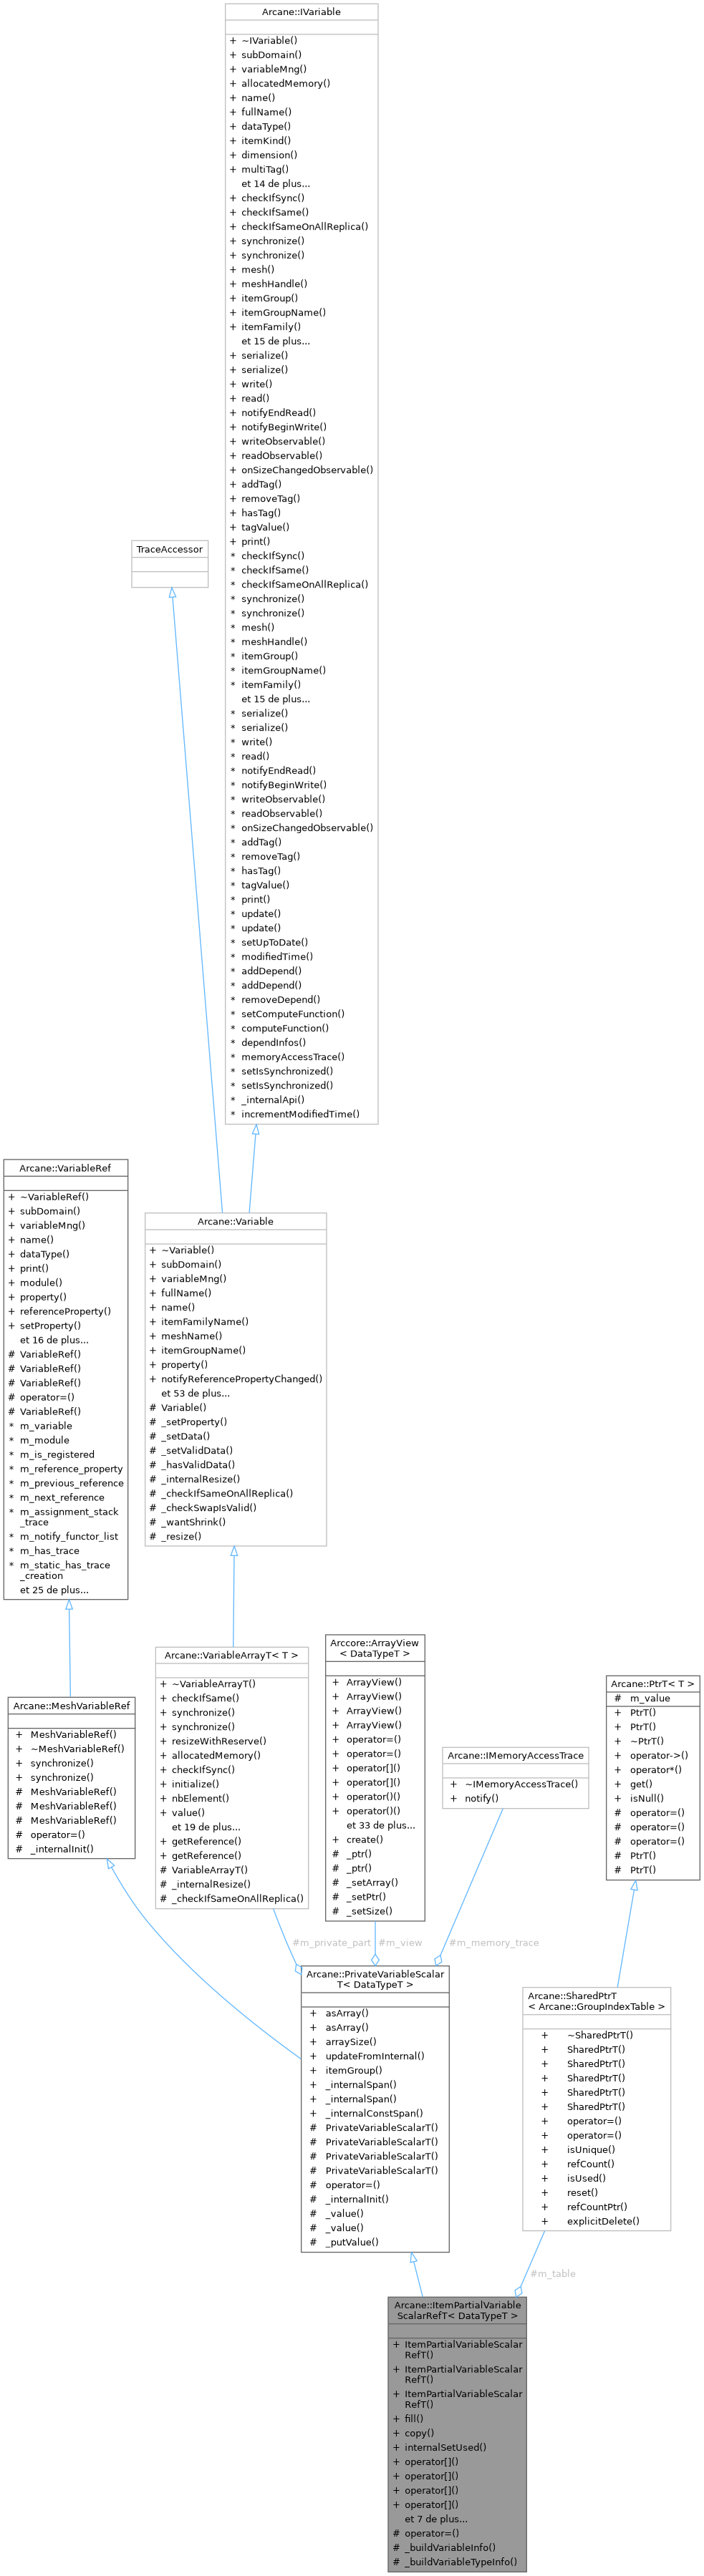 Arcane::IVariable
+ ~IVariable()
+ subDomain()
+ variableMng()
+ allocatedMemory()
+ name()
+ fullName()
+ dataType()
+ itemKind()
+ dimension()
+ multiTag()
et 14 de plus...
+ checkIfSync()
+ checkIfSame()
+ checkIfSameOnAllReplica()
+ synchronize()
+ synchronize()
+ mesh()
+ meshHandle()
+ itemGroup()
+ itemGroupName()
+ itemFamily()
et 15 de plus...
+ serialize()
+ serialize()
+ write()
+ read()
+ notifyEndRead()
+ notifyBeginWrite()
+ writeObservable()
+ readObservable()
+ onSizeChangedObservable()
+ addTag()
+ removeTag()
+ hasTag()
+ tagValue()
+ print()
* checkIfSync()
* checkIfSame()
* checkIfSameOnAllReplica()
* synchronize()
* synchronize()
* mesh()
* meshHandle()
* itemGroup()
* itemGroupName()
* itemFamily()
et 15 de plus...
* serialize()
* serialize()
* write()
* read()
* notifyEndRead()
* notifyBeginWrite()
* writeObservable()
* readObservable()
* onSizeChangedObservable()
* addTag()
* removeTag()
* hasTag()
* tagValue()
* print()
* update()
* update()
* setUpToDate()
* modifiedTime()
* addDepend()
* addDepend()
* removeDepend()
* setComputeFunction()
* computeFunction()
* dependInfos()
* memoryAccessTrace()
* setIsSynchronized()
* setIsSynchronized()
* _internalApi()
* incrementModifiedTime()
TraceAccessor
Arcane::VariableRef
+ ~VariableRef()
+ subDomain()
+ variableMng()
+ name()
+ dataType()
+ print()
+ module()
+ property()
+ referenceProperty()
+ setProperty()
et 16 de plus...
# VariableRef()
# VariableRef()
# VariableRef()
# operator=()
# VariableRef()
* m_variable
* m_module
* m_is_registered
* m_reference_property
* m_previous_reference
* m_next_reference
* m_assignment_stack
_trace
* m_notify_functor_list
* m_has_trace
* m_static_has_trace
_creation
et 25 de plus...
Arcane::Variable
+ ~Variable()
+ subDomain()
+ variableMng()
+ fullName()
+ name()
+ itemFamilyName()
+ meshName()
+ itemGroupName()
+ property()
+ notifyReferencePropertyChanged()
et 53 de plus...
# Variable()
# _setProperty()
# _setData()
# _setValidData()
# _hasValidData()
# _internalResize()
# _checkIfSameOnAllReplica()
# _checkSwapIsValid()
# _wantShrink()
# _resize()
Arcane::MeshVariableRef
+ MeshVariableRef()
+ ~MeshVariableRef()
+ synchronize()
+ synchronize()
# MeshVariableRef()
# MeshVariableRef()
# MeshVariableRef()
# operator=()
# _internalInit()
Arcane::VariableArrayT< T >
+ ~VariableArrayT()
+ checkIfSame()
+ synchronize()
+ synchronize()
+ resizeWithReserve()
+ allocatedMemory()
+ checkIfSync()
+ initialize()
+ nbElement()
+ value()
et 19 de plus...
+ getReference()
+ getReference()
# VariableArrayT()
# _internalResize()
# _checkIfSameOnAllReplica()
Arccore::ArrayView
< DataTypeT >
+ ArrayView()
+ ArrayView()
+ ArrayView()
+ ArrayView()
+ operator=()
+ operator=()
+ operator[]()
+ operator[]()
+ operator()()
+ operator()()
et 33 de plus...
+ create()
# _ptr()
# _ptr()
# _setArray()
# _setPtr()
# _setSize()
Arcane::IMemoryAccessTrace
+ ~IMemoryAccessTrace()
+ notify()
Arcane::PtrT< T >
# m_value
+ PtrT()
+ PtrT()
+ ~PtrT()
+ operator->()
+ operator*()
+ get()
+ isNull()
# operator=()
# operator=()
# operator=()
# PtrT()
# PtrT()
#m_private_part
#m_view
#m_memory_trace
Arcane::PrivateVariableScalar
T< DataTypeT >
+ asArray()
+ asArray()
+ arraySize()
+ updateFromInternal()
+ itemGroup()
+ _internalSpan()
+ _internalSpan()
+ _internalConstSpan()
# PrivateVariableScalarT()
# PrivateVariableScalarT()
# PrivateVariableScalarT()
# PrivateVariableScalarT()
# operator=()
# _internalInit()
# _value()
# _value()
# _putValue()
Arcane::SharedPtrT
< Arcane::GroupIndexTable >
+ ~SharedPtrT()
+ SharedPtrT()
+ SharedPtrT()
+ SharedPtrT()
+ SharedPtrT()
+ SharedPtrT()
+ operator=()
+ operator=()
+ isUnique()
+ refCount()
+ isUsed()
+ reset()
+ refCountPtr()
+ explicitDelete()
#m_table
Arcane::ItemPartialVariable
ScalarRefT< DataTypeT >
+ ItemPartialVariableScalar
RefT()
+ ItemPartialVariableScalar
RefT()
+ ItemPartialVariableScalar
RefT()
+ fill()
+ copy()
+ internalSetUsed()
+ operator[]()
+ operator[]()
+ operator[]()
+ operator[]()
et 7 de plus...
# operator=()
# _buildVariableInfo()
# _buildVariableTypeInfo()